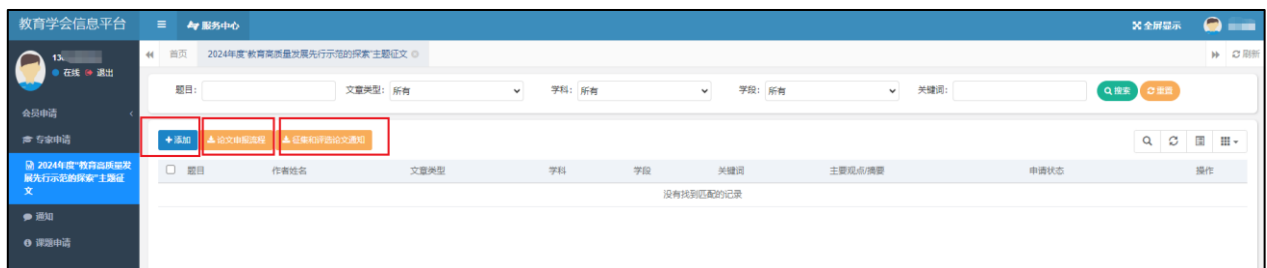 教育学会信息平台 服务中心 全屏显示
13
在线 退出
首页 2024年度"教育高质量发展先行示范的探索"主题征文 刷新
题目: 文章类型: 所有 学科: 所有 学段: 所有 关键词: 搜索 重置
会员申请
专家申请
2024年度"教育高质量发
展先行示范的探索"主题征
文
通知
课题申请
+添加 论文申报流程 征集和评选论文通知
题目 作者姓名 文章类型 学科 学段 关键词 主要观点/摘要 申请状态 操作
没有找到匹配的记录